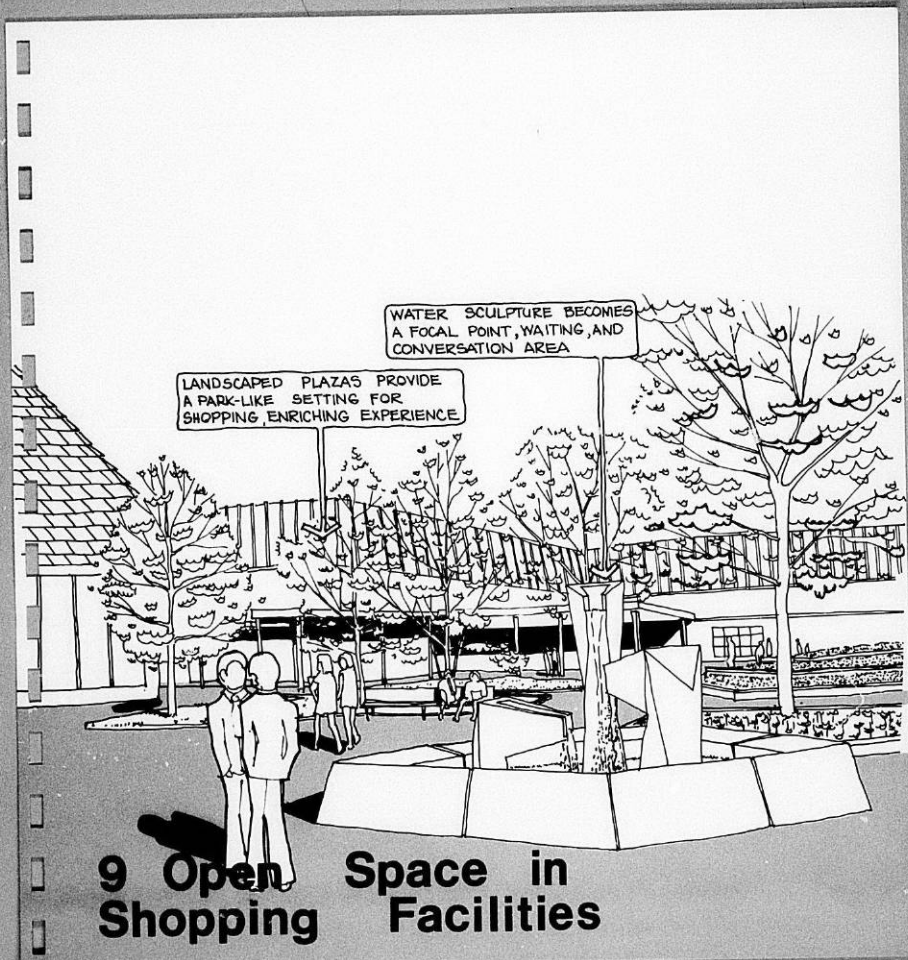 WATER SCULPTURE BECOMES
A FOCAL POINT, WAITING, AND
CONVERSATION AREA
LANDSCAPED PLAZAS PROVIDE
A PARK-LIKE SETTING FOR
SHOPPING, ENRICHING EXPERIENCE
9 Open Space in
Shopping Facilities